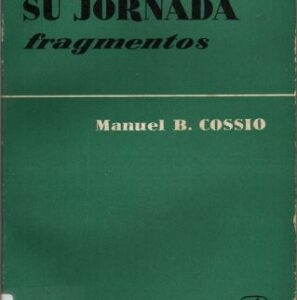 SU JORNADA
fragmentos
Manuel B. COSSIO